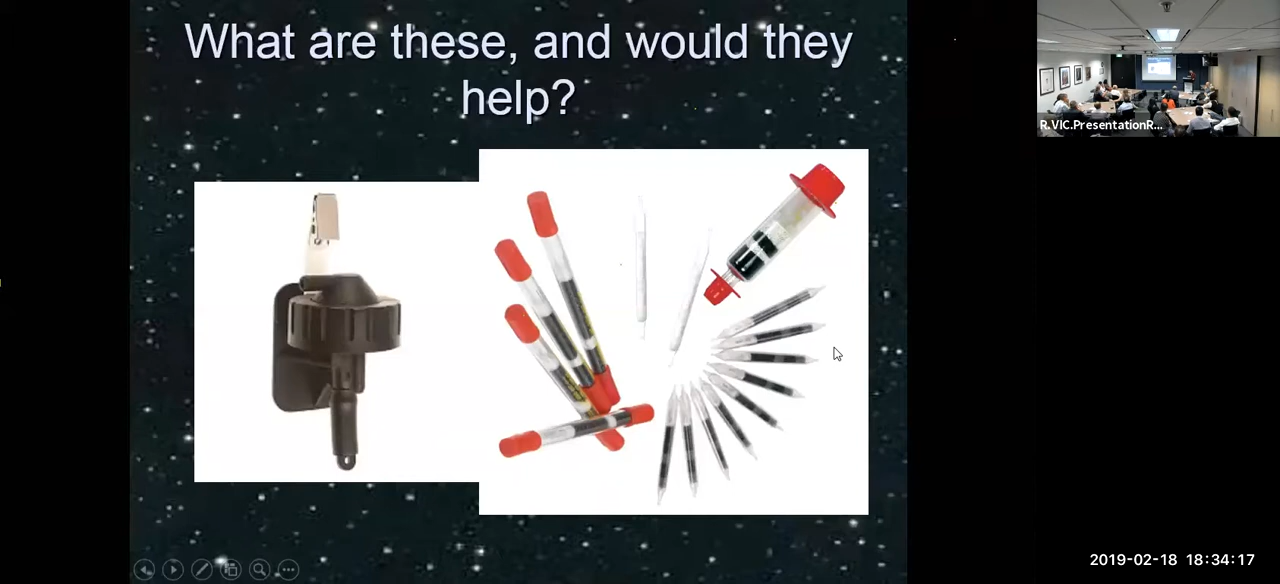 What are these, and would they
help?
R.VIC.PresentationR...
2019-02-18 18:34:17